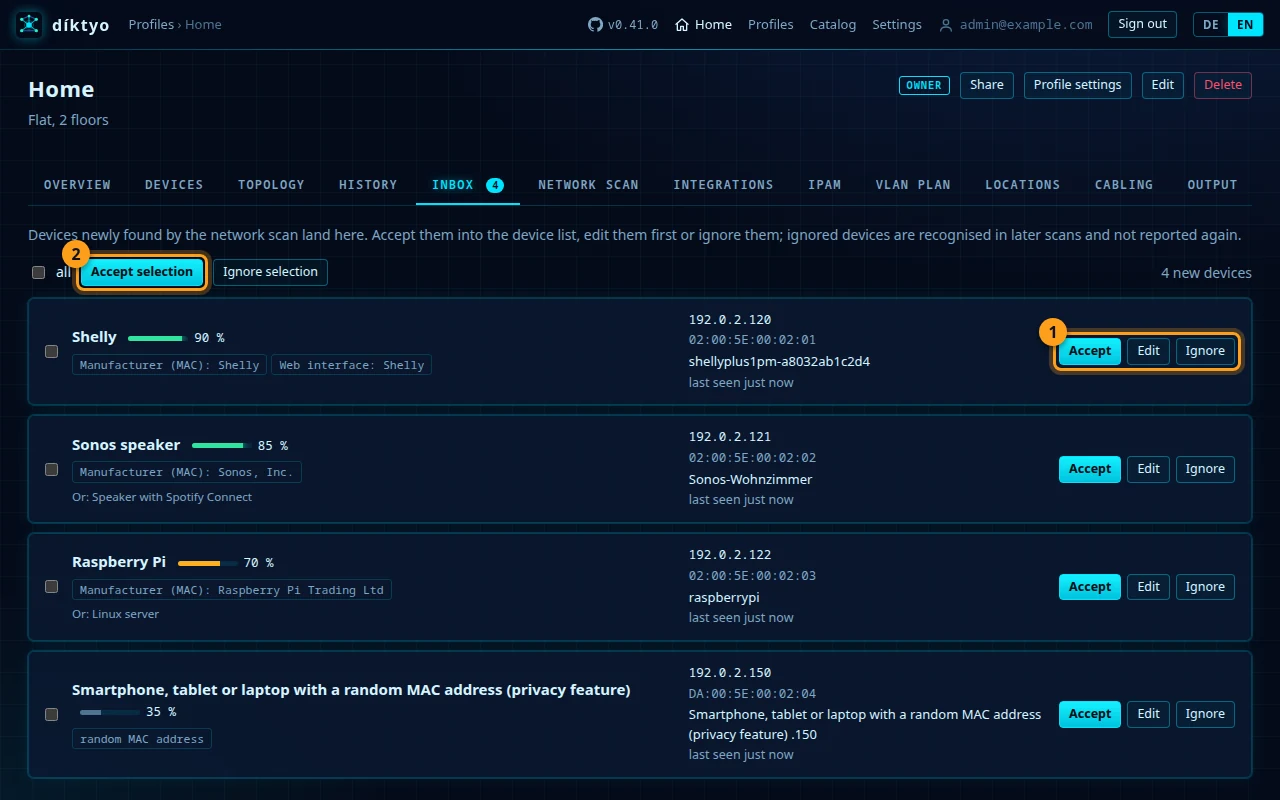 díktyo Profiles › Home v0.41.0 Home Profiles Catalog Settings admin@example.com Sign out DE EN
Home OWNER Share Profile settings Edit Delete
Flat, 2 floors
OVERVIEW DEVICES TOPOLOGY HISTORY INBOX 4 NETWORK SCAN INTEGRATIONS IPAM VLAN PLAN LOCATIONS CABLING OUTPUT
Devices newly found by the network scan land here. Accept them into the device list, edit them first or ignore them; ignored devices are recognised in later scans and not reported again.
2
all Accept selection Ignore selection 4 new devices
Shelly 90 %
Manufacturer (MAC): Shelly Web interface: Shelly
192.0.2.120
02:00:5E:00:02:01
shellyplus1pm-a8032ab1c2d4
last seen just now
1
Accept Edit Ignore
Sonos speaker 85 %
Manufacturer (MAC): Sonos, Inc.
Or: Speaker with Spotify Connect
192.0.2.121
02:00:5E:00:02:02
Sonos-Wohnzimmer
last seen just now
Accept Edit Ignore
Raspberry Pi 70 %
Manufacturer (MAC): Raspberry Pi Trading Ltd
Or: Linux server
192.0.2.122
02:00:5E:00:02:03
raspberrypi
last seen just now
Accept Edit Ignore
Smartphone, tablet or laptop with a random MAC address (privacy feature)
35 %
random MAC address
192.0.2.150
DA:00:5E:00:02:04
Smartphone, tablet or laptop with a random MAC address
(privacy feature) .150
last seen just now
Accept Edit Ignore